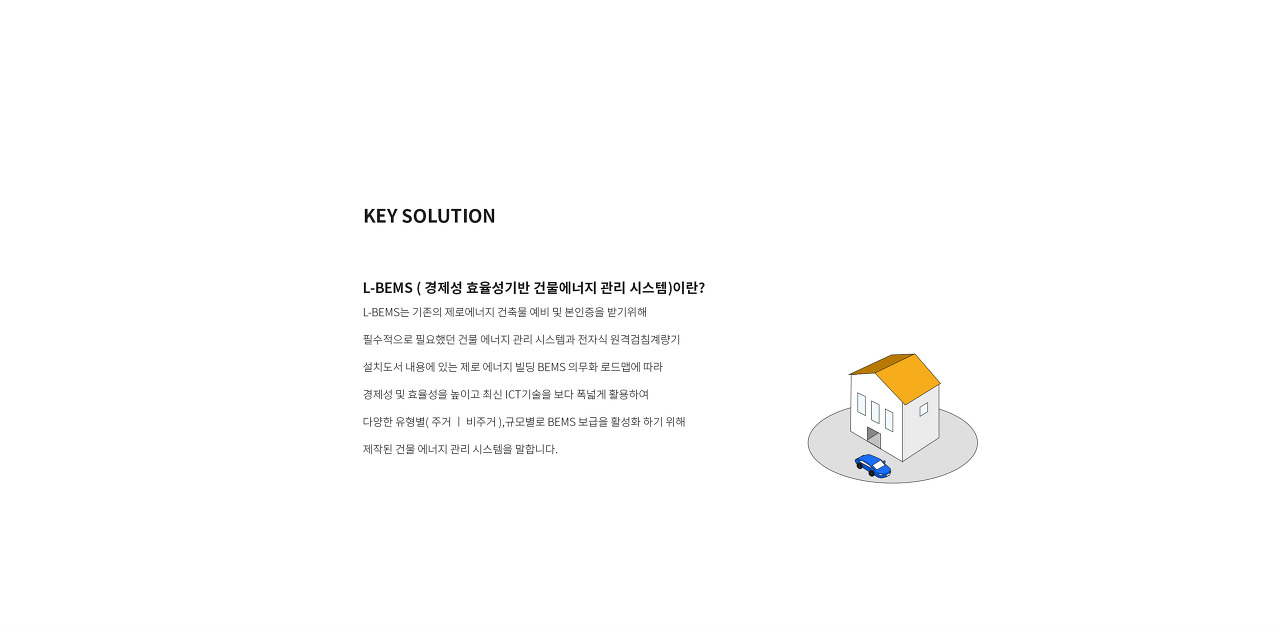 KEY SOLUTION
L-BEMS ( 경제성 효율성기반 건물에너지 관리 시스템)이란?
L-BEMS는 기존의 제로에너지 건축물 예비 및 본인증을 받기위해
필수적으로 필요했던 건물 에너지 관리 시스템과 전자식 원격검침계량기
설치도서 내용에 있는 제로 에너지 빌딩 BEMS 의무화 로드맵에 따라
경제성 및 효율성을 높이고 최신 ICT기술을 보다 폭넓게 활용하여
다양한 유형별( 주거 ㅣ 비주거 ),규모별로 BEMS 보급을 활성화 하기 위해
제작된 건물 에너지 관리 시스템을 말합니다.